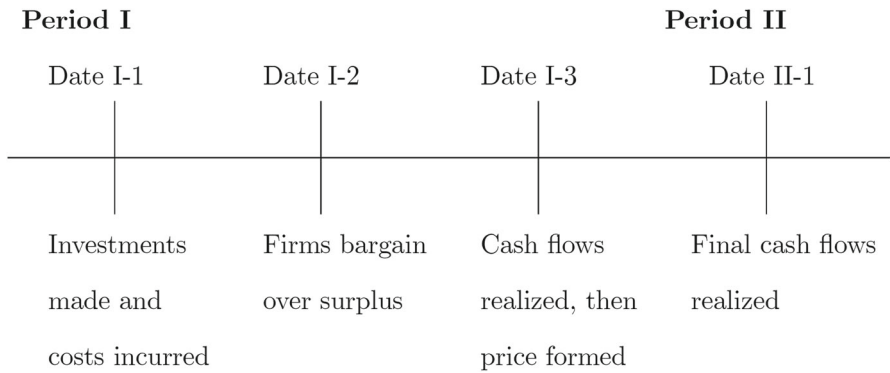 Period I
Period II
Date I-1
Date I-2
Date I-3
Date II-1
Investments
made and
costs incurred
Firms bargain
over surplus
Cash flows
realized, then
price formed
Final cash flows
realized